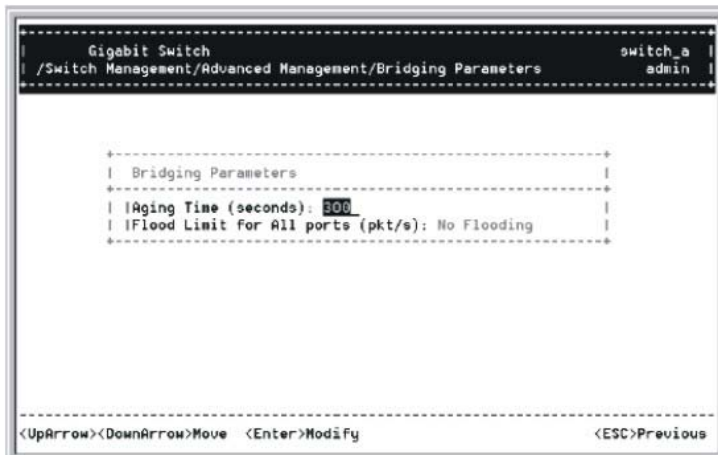 Gigabit Switch switch_a
/Switch Management/Advanced Management/Bridging Parameters admin
Bridging Parameters
Aging Time (seconds): 300_
Flood Limit for All ports (pkt/s): No Flooding
<UpArrow><DownArrow>Move <Enter>Modify <ESC>Previous